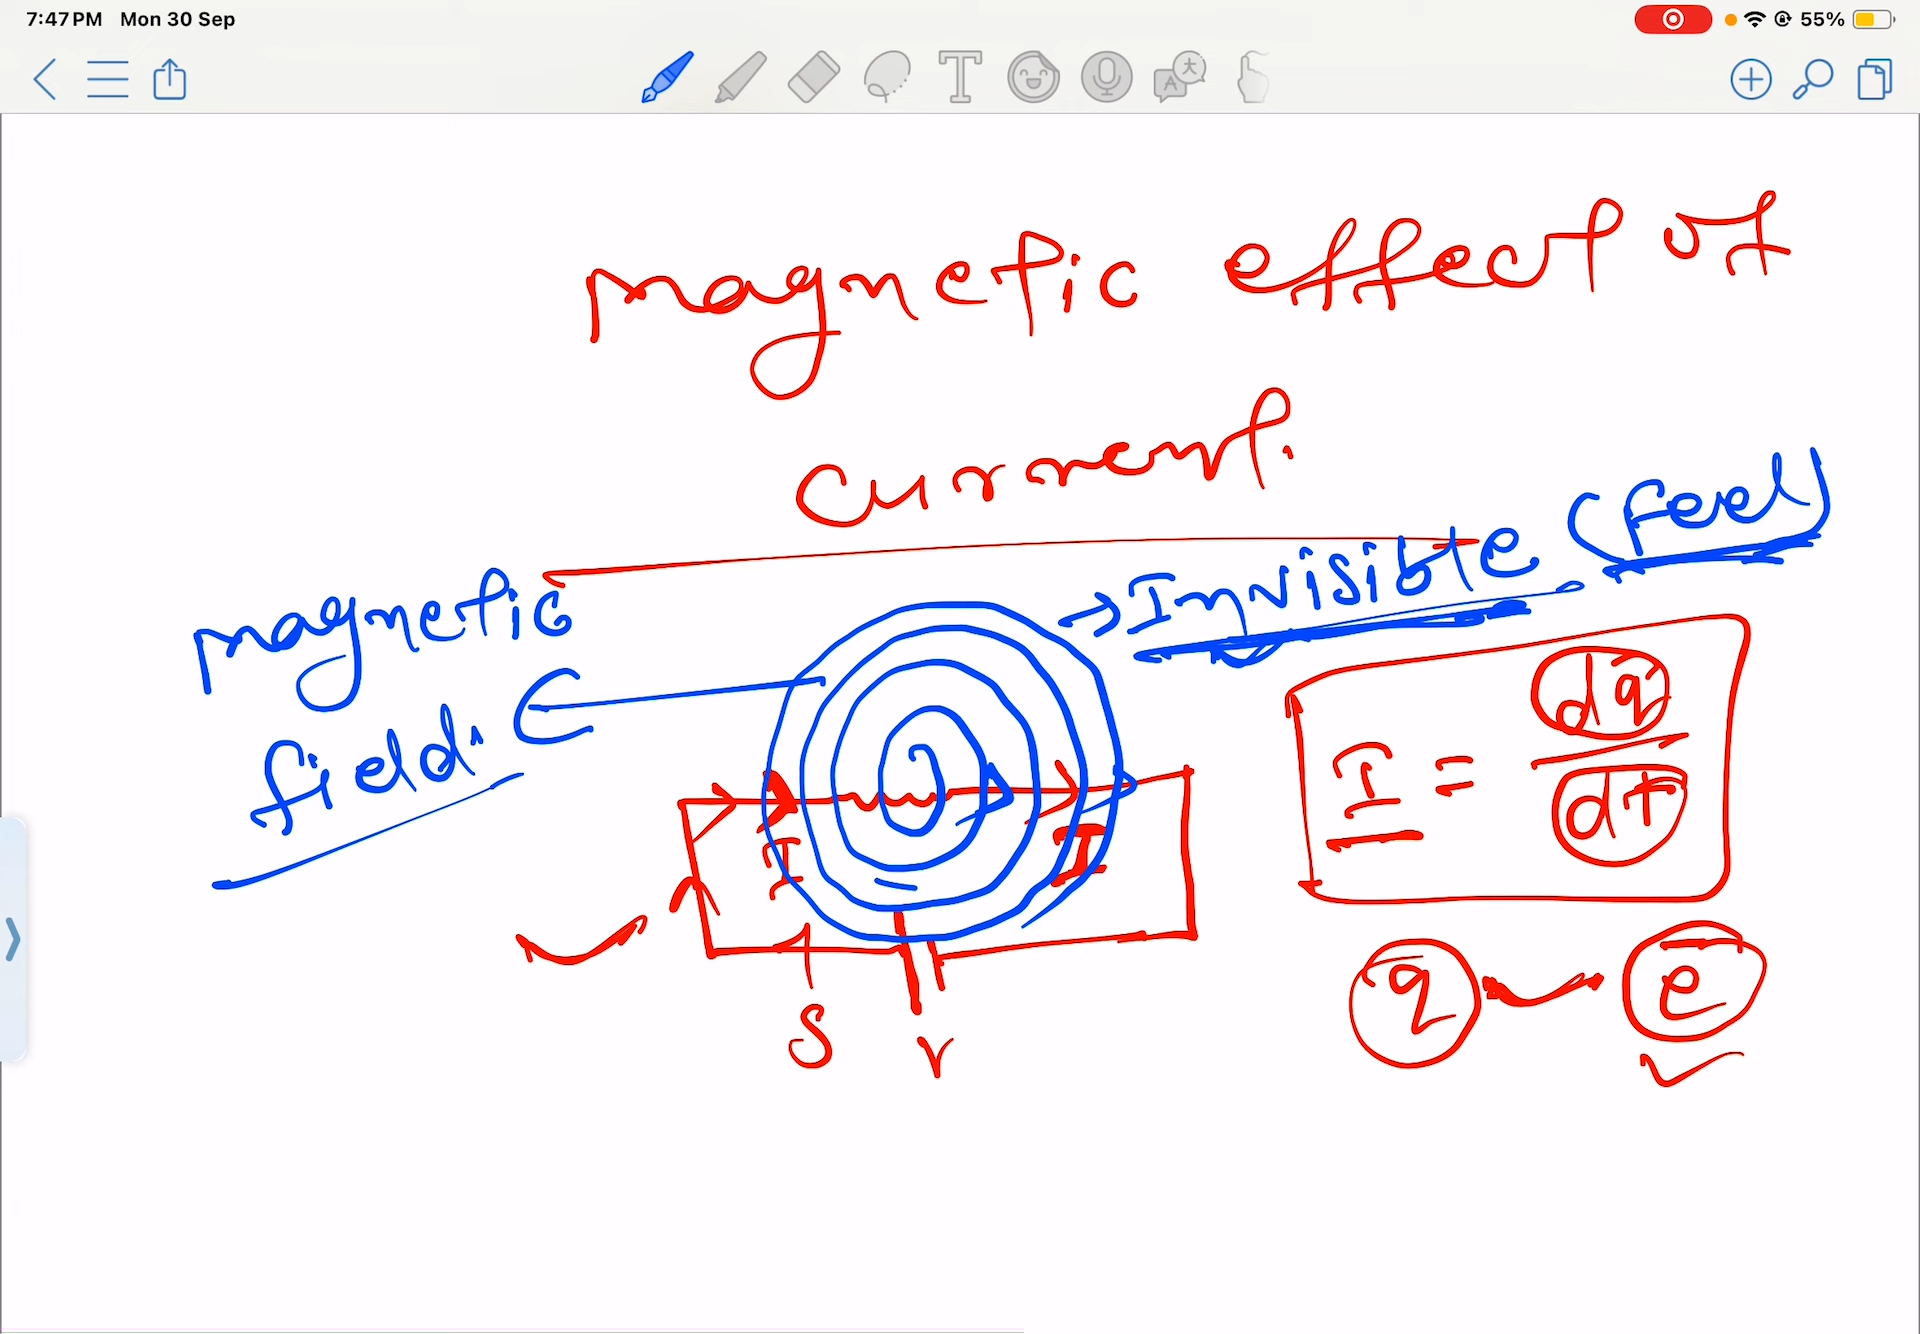 7:47 PM Mon 30 Sep
55%
magnetic effect of
current.
magnetic
field.
→ Invisible (feel)
I = dq
dt
I
I
S
V
q
e